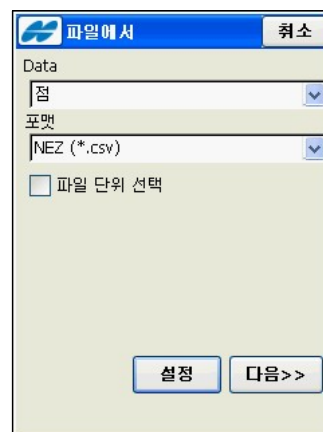 파일에서 취소
Data
점
포맷
NEZ (*.csv)
파일 단위 선택
설정 다음>>